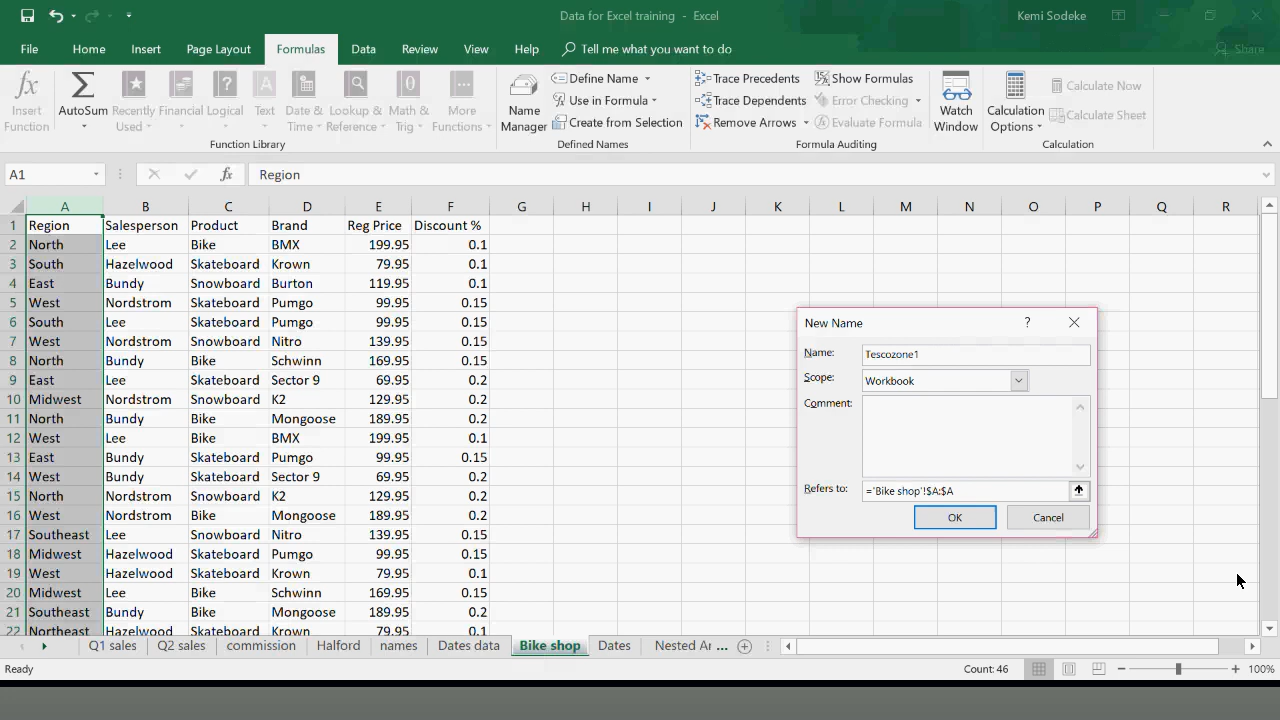 Data for Excel training - Excel
Kemi Sodeke
File Home Insert Page Layout Formulas Data Review View Help Tell me what you want to do Share
Insert Function
AutoSum
Recently Used
Financial
Logical
Text
Date & Time
Lookup & Reference
Math & Trig
More Functions
Function Library
Name Manager
Define Name
Use in Formula
Create from Selection
Defined Names
Trace Precedents
Trace Dependents
Remove Arrows
Show Formulas
Error Checking
Evaluate Formula
Formula Auditing
Watch Window
Calculation Options
Calculate Now
Calculate Sheet
Calculation
A1 fx Region
A B C D E F G H I J K L M N O P Q R
1 Region Salesperson Product Brand Reg Price Discount %
2 North Lee Bike BMX 199.95 0.1
3 South Hazelwood Skateboard Krown 79.95 0.1
4 East Bundy Snowboard Burton 119.95 0.1
5 West Nordstrom Skateboard Pumgo 99.95 0.15
6 South Lee Skateboard Pumgo 99.95 0.15
7 West Nordstrom Snowboard Nitro 139.95 0.15
8 North Bundy Bike Schwinn 169.95 0.15
9 East Lee Skateboard Sector 9 69.95 0.2
10 Midwest Nordstrom Snowboard K2 129.95 0.2
11 North Bundy Bike Mongoose 189.95 0.2
12 West Lee Bike BMX 199.95 0.1
13 East Bundy Skateboard Pumgo 99.95 0.15
14 West Bundy Skateboard Sector 9 69.95 0.2
15 North Nordstrom Snowboard K2 129.95 0.2
16 West Nordstrom Bike Mongoose 189.95 0.2
17 Southeast Lee Snowboard Nitro 139.95 0.15
18 Midwest Hazelwood Skateboard Pumgo 99.95 0.15
19 West Hazelwood Skateboard Krown 79.95 0.1
20 Midwest Lee Bike Schwinn 169.95 0.15
21 Southeast Bundy Bike Mongoose 189.95 0.2
22 Northeast Hazelwood Skateboard Krown 79.95 0.1
New Name ?
Name: Tescozone1
Scope: Workbook
Comment:
Refers to: ='Bike shop'!$A:$A
OK Cancel
Q1 sales Q2 sales commission Halford names Dates data Bike shop Dates Nested Ar ...
Ready Count: 46 100%